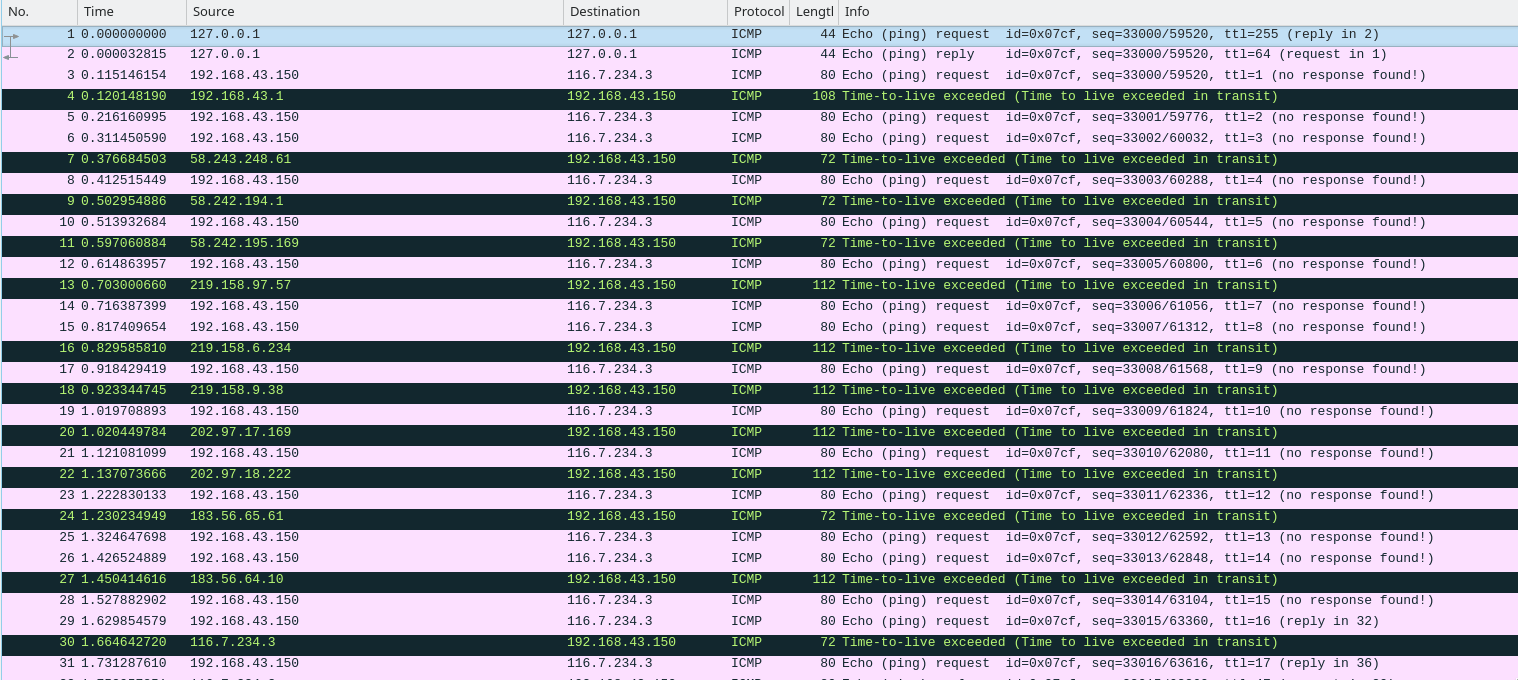 No. Time Source Destination Protocol Lengtl Info
1 0.000000000 127.0.0.1 127.0.0.1 ICMP 44 Echo (ping) request id=0x07cf, seq=33000/59520, ttl=255 (reply in 2)
2 0.000032815 127.0.0.1 127.0.0.1 ICMP 44 Echo (ping) reply id=0x07cf, seq=33000/59520, ttl=64 (request in 1)
3 0.115146154 192.168.43.150 116.7.234.3 ICMP 80 Echo (ping) request id=0x07cf, seq=33000/59520, ttl=1 (no response found!)
4 0.120148190 192.168.43.1 192.168.43.150 ICMP 108 Time-to-live exceeded (Time to live exceeded in transit)
5 0.216160995 192.168.43.150 116.7.234.3 ICMP 80 Echo (ping) request id=0x07cf, seq=33001/59776, ttl=2 (no response found!)
6 0.311450590 192.168.43.150 116.7.234.3 ICMP 80 Echo (ping) request id=0x07cf, seq=33002/60032, ttl=3 (no response found!)
7 0.376684503 58.243.248.61 192.168.43.150 ICMP 72 Time-to-live exceeded (Time to live exceeded in transit)
8 0.412515449 192.168.43.150 116.7.234.3 ICMP 80 Echo (ping) request id=0x07cf, seq=33003/60288, ttl=4 (no response found!)
9 0.502954886 58.242.194.1 192.168.43.150 ICMP 72 Time-to-live exceeded (Time to live exceeded in transit)
10 0.513932684 192.168.43.150 116.7.234.3 ICMP 80 Echo (ping) request id=0x07cf, seq=33004/60544, ttl=5 (no response found!)
11 0.597060884 58.242.195.169 192.168.43.150 ICMP 72 Time-to-live exceeded (Time to live exceeded in transit)
12 0.614863957 192.168.43.150 116.7.234.3 ICMP 80 Echo (ping) request id=0x07cf, seq=33005/60800, ttl=6 (no response found!)
13 0.703000660 219.158.97.57 192.168.43.150 ICMP 112 Time-to-live exceeded (Time to live exceeded in transit)
14 0.716387399 192.168.43.150 116.7.234.3 ICMP 80 Echo (ping) request id=0x07cf, seq=33006/61056, ttl=7 (no response found!)
15 0.817409654 192.168.43.150 116.7.234.3 ICMP 80 Echo (ping) request id=0x07cf, seq=33007/61312, ttl=8 (no response found!)
16 0.829585810 219.158.6.234 192.168.43.150 ICMP 112 Time-to-live exceeded (Time to live exceeded in transit)
17 0.918429419 192.168.43.150 116.7.234.3 ICMP 80 Echo (ping) request id=0x07cf, seq=33008/61568, ttl=9 (no response found!)
18 0.923344745 219.158.9.38 192.168.43.150 ICMP 112 Time-to-live exceeded (Time to live exceeded in transit)
19 1.019708893 192.168.43.150 116.7.234.3 ICMP 80 Echo (ping) request id=0x07cf, seq=33009/61824, ttl=10 (no response found!)
20 1.020449784 202.97.17.169 192.168.43.150 ICMP 112 Time-to-live exceeded (Time to live exceeded in transit)
21 1.121081099 192.168.43.150 116.7.234.3 ICMP 80 Echo (ping) request id=0x07cf, seq=33010/62080, ttl=11 (no response found!)
22 1.137073666 202.97.18.222 192.168.43.150 ICMP 112 Time-to-live exceeded (Time to live exceeded in transit)
23 1.222830133 192.168.43.150 116.7.234.3 ICMP 80 Echo (ping) request id=0x07cf, seq=33011/62336, ttl=12 (no response found!)
24 1.230234949 183.56.65.61 192.168.43.150 ICMP 72 Time-to-live exceeded (Time to live exceeded in transit)
25 1.324647698 192.168.43.150 116.7.234.3 ICMP 80 Echo (ping) request id=0x07cf, seq=33012/62592, ttl=13 (no response found!)
26 1.426524889 192.168.43.150 116.7.234.3 ICMP 80 Echo (ping) request id=0x07cf, seq=33013/62848, ttl=14 (no response found!)
27 1.450414616 183.56.64.10 192.168.43.150 ICMP 112 Time-to-live exceeded (Time to live exceeded in transit)
28 1.527882902 192.168.43.150 116.7.234.3 ICMP 80 Echo (ping) request id=0x07cf, seq=33014/63104, ttl=15 (no response found!)
29 1.629854579 192.168.43.150 116.7.234.3 ICMP 80 Echo (ping) request id=0x07cf, seq=33015/63360, ttl=16 (reply in 32)
30 1.664642720 116.7.234.3 192.168.43.150 ICMP 72 Time-to-live exceeded (Time to live exceeded in transit)
31 1.731287610 192.168.43.150 116.7.234.3 ICMP 80 Echo (ping) request id=0x07cf, seq=33016/63616, ttl=17 (reply in 36)